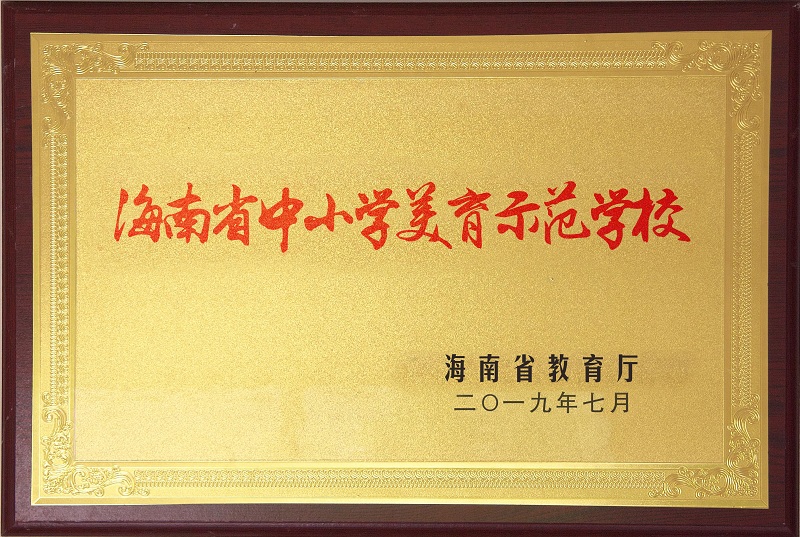 海南省中小学美育示范学校
海南省教育厅
二〇一九年七月